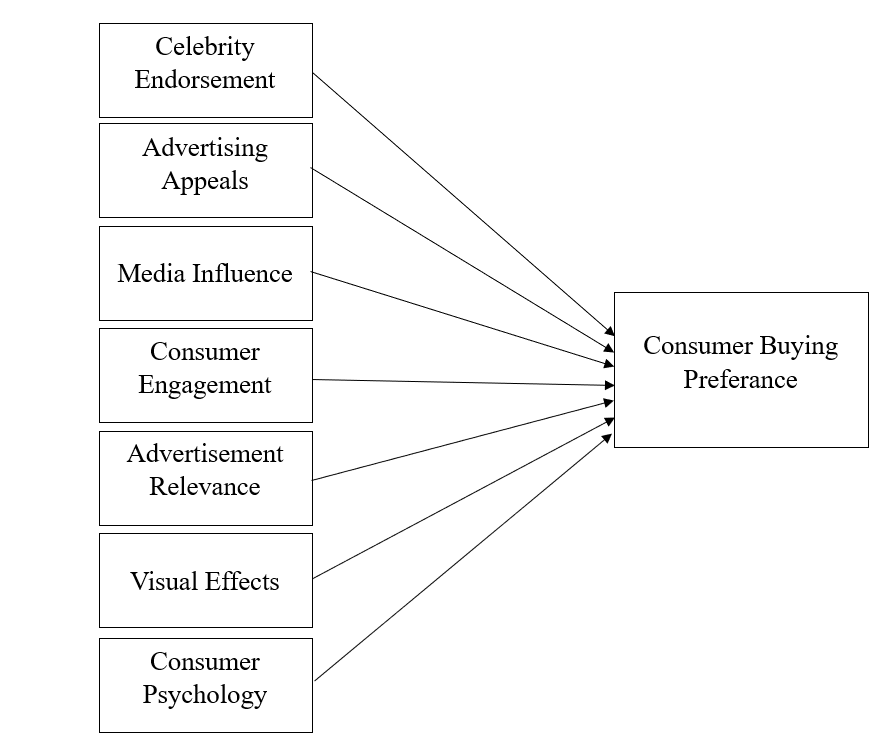 Celebrity
Endorsement
Advertising
Appeals
Media Influence
Consumer
Engagement
Advertisement
Relevance
Visual Effects
Consumer
Psychology
Consumer Buying
Preferance